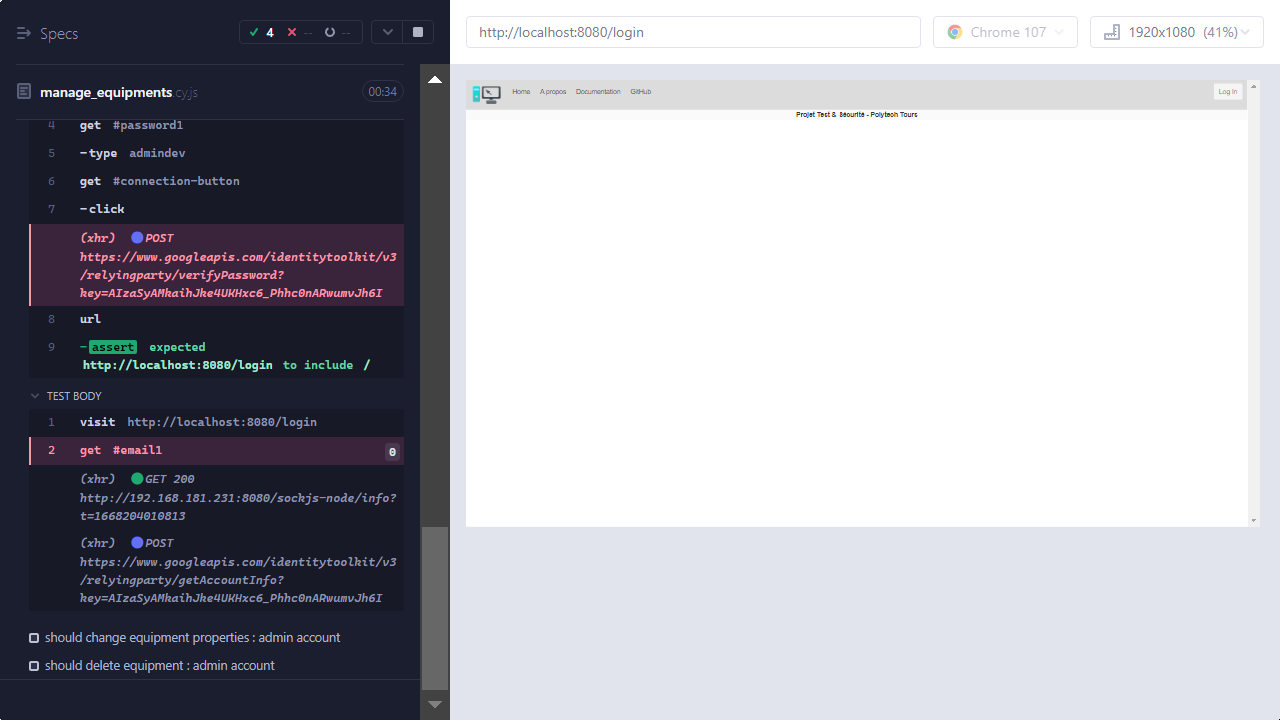 Specs
4
--
--
manage_equipments.cy.js
00:34
4 get #password1
5 -type admindev
6 get #connection-button
7 -click
(xhr) POST
https://www.googleapis.com/identitytoolkit/v3
/relyingparty/verifyPassword?
key=AIzaSyAMkaihJke4UKHxc6_Phhc0nARwumvJh6I
8 url
9 -assert expected
http://localhost:8080/login to include /
TEST BODY
1 visit http://localhost:8080/login
2 get #email1 0
(xhr) GET 200
http://192.168.181.231:8080/sockjs-node/info?
t=1668204010813
(xhr) POST
https://www.googleapis.com/identitytoolkit/v3
/relyingparty/getAccountInfo?
key=AIzaSyAMkaihJke4UKHxc6_Phhc0nARwumvJh6I
should change equipment properties : admin account
should delete equipment : admin account
http://localhost:8080/login
Chrome 107
1920x1080 (41%)
Home A propos Documentation GitHub Log In
Projet Test & Sécurité - Polytech Tours